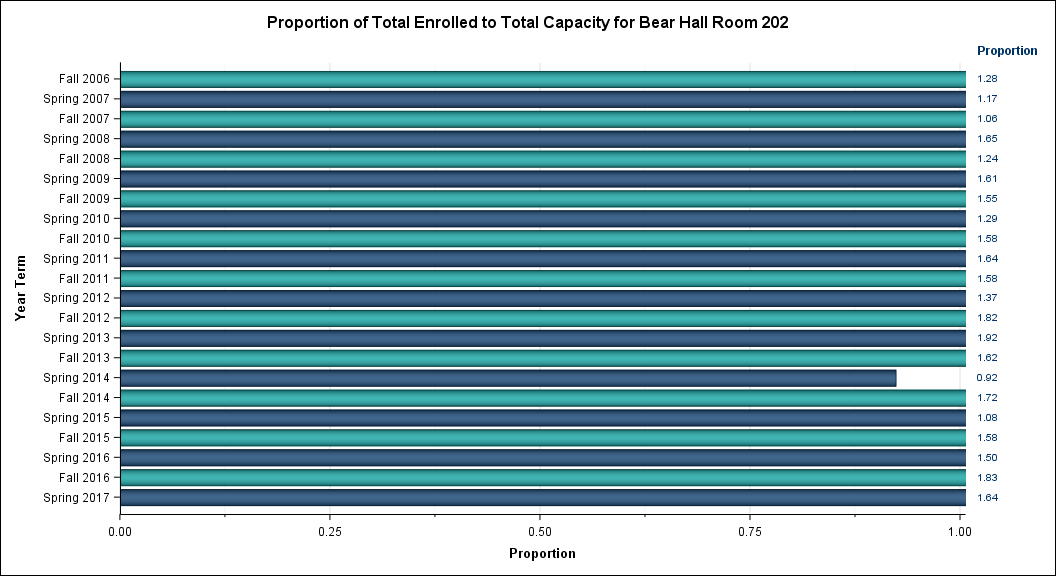 Proportion of Total Enrolled to Total Capacity for Bear Hall Room 202
Proportion
Fall 2006 1.28
Spring 2007 1.17
Fall 2007 1.06
Spring 2008 1.65
Fall 2008 1.24
Spring 2009 1.61
Fall 2009 1.55
Spring 2010 1.29
Fall 2010 1.58
Spring 2011 1.64
Fall 2011 1.58
Spring 2012 1.37
Fall 2012 1.82
Spring 2013 1.92
Fall 2013 1.62
Spring 2014 0.92
Fall 2014 1.72
Spring 2015 1.08
Fall 2015 1.58
Spring 2016 1.50
Fall 2016 1.83
Spring 2017 1.64
Year Term
0.00 0.25 0.50 0.75 1.00
Proportion